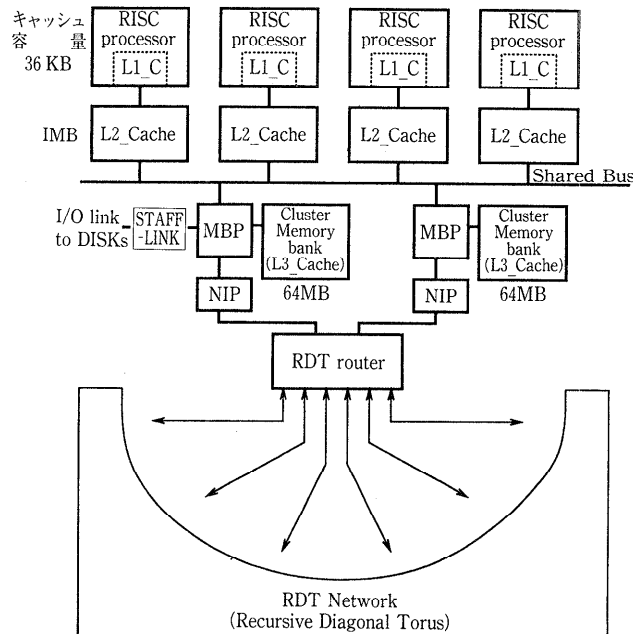 キャッシュ
容 量
36 KB
RISC
processor
L1_C
RISC
processor
L1_C
RISC
processor
L1_C
RISC
processor
L1_C
IMB
L2_Cache
L2_Cache
L2_Cache
L2_Cache
Shared Bus
I/O link
to DISKs
STAFF
-LINK
MBP
Cluster
Memory
bank
(L3_Cache)
MBP
Cluster
Memory
bank
(L3_Cache)
NIP
64MB
NIP
64MB
RDT router
RDT Network
(Recursive Diagonal Torus)